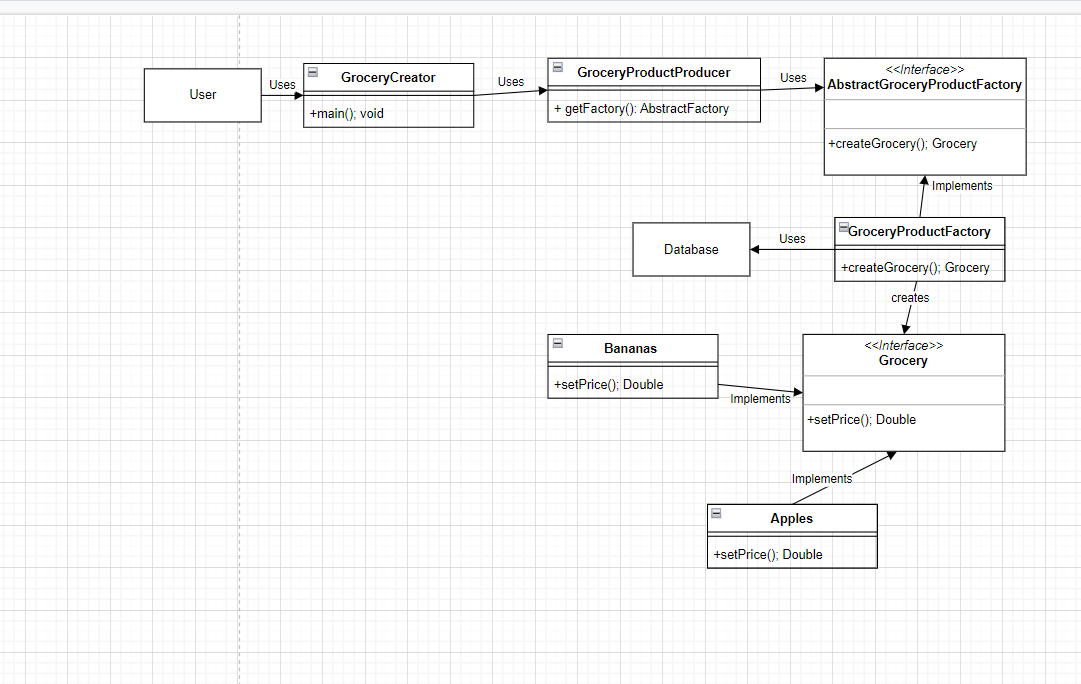 User
Uses
GroceryCreator
+main(); void
Uses
GroceryProductProducer
+ getFactory(): AbstractFactory
Uses
<<Interface>>
AbstractGroceryProductFactory
+createGrocery(); Grocery
Implements
Database
Uses
GroceryProductFactory
+createGrocery(); Grocery
creates
Bananas
+setPrice(); Double
Implements
<<Interface>>
Grocery
+setPrice(); Double
Implements
Apples
+setPrice(); Double